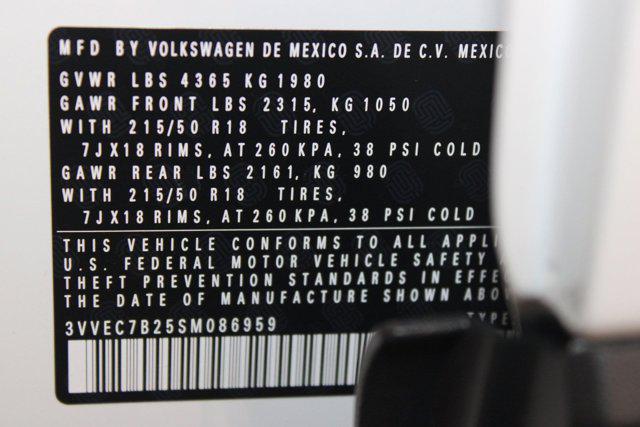 MFD BY VOLKSWAGEN DE MEXICO S.A. DE C.V. MEXIC
GVWR LBS 4365 KG 1980
GAWR FRONT LBS 2315, KG 1050
WITH 215/50 R18 TIRES,
7JX18 RIMS, AT 260 KPA, 38 PSI COLD
GAWR REAR LBS 2161, KG 980
WITH 215/50 R18 TIRES,
7JX18 RIMS, AT 260 KPA, 38 PSI COLD
THIS VEHICLE CONFORMS TO ALL APPLI
U.S. FEDERAL MOTOR VEHICLE SAFETY
THEFT PREVENTION STANDARDS IN EFFE
THE DATE OF MANUFACTURE SHOWN ABO
3VVEC7B25SM086959 TYPE